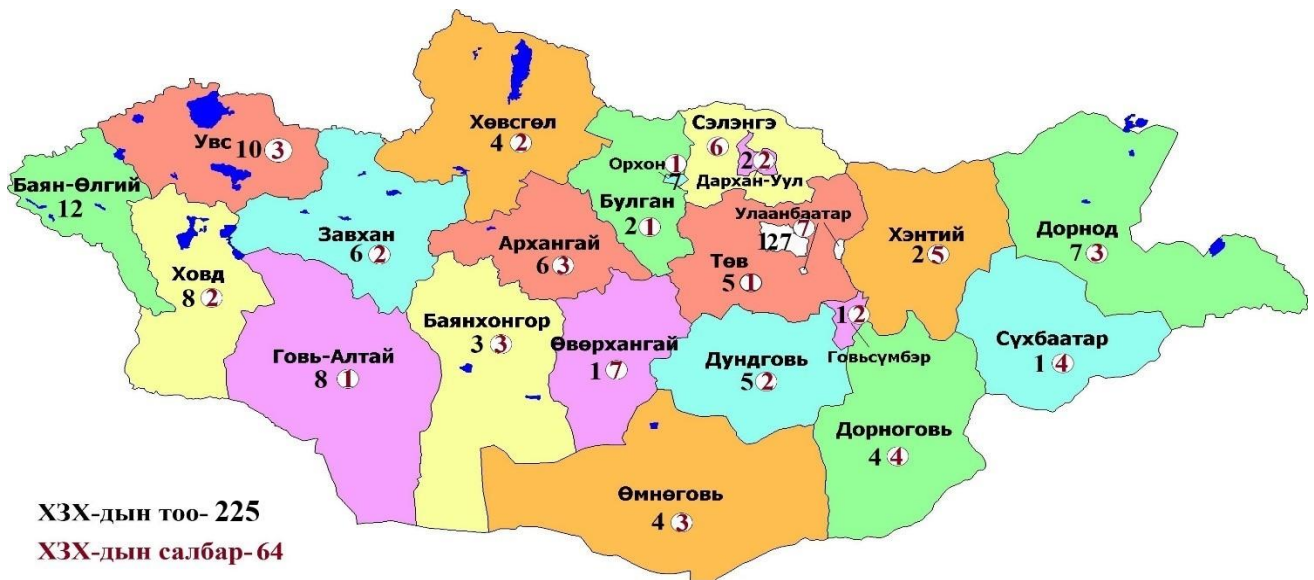 Хөвсгөл
4 2
Увс 10 3
Сэлэнгэ
6
2 2
Дархан-Уул
Орхон 1
7
Баян-Өлгий
12
Булган
2 1
Улаанбаатар
127 7
Завхан
6 2
Архангай
6 3
Хэнтий
2 5
Дорнод
7 3
Ховд
8 2
Төв
5 1
Баянхонгор
3 3
Өвөрхангай
1 7
1 2
Говьсүмбэр
Говь-Алтай
8 1
Дундговь
5 2
Сүхбаатар
1 4
Дорноговь
4 4
Өмнөговь
4 3
ХЗХ-дын тоо- 225
ХЗХ-дын салбар- 64